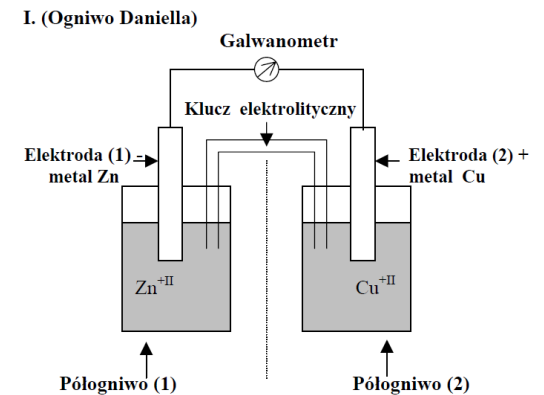 I. (Ogniwo Daniella)
Galwanometr
Klucz elektrolityczny
Elektroda (1) -
metal Zn
Elektroda (2) +
metal Cu
Zn+II
Cu+II
Półogniwo (1)
Półogniwo (2)